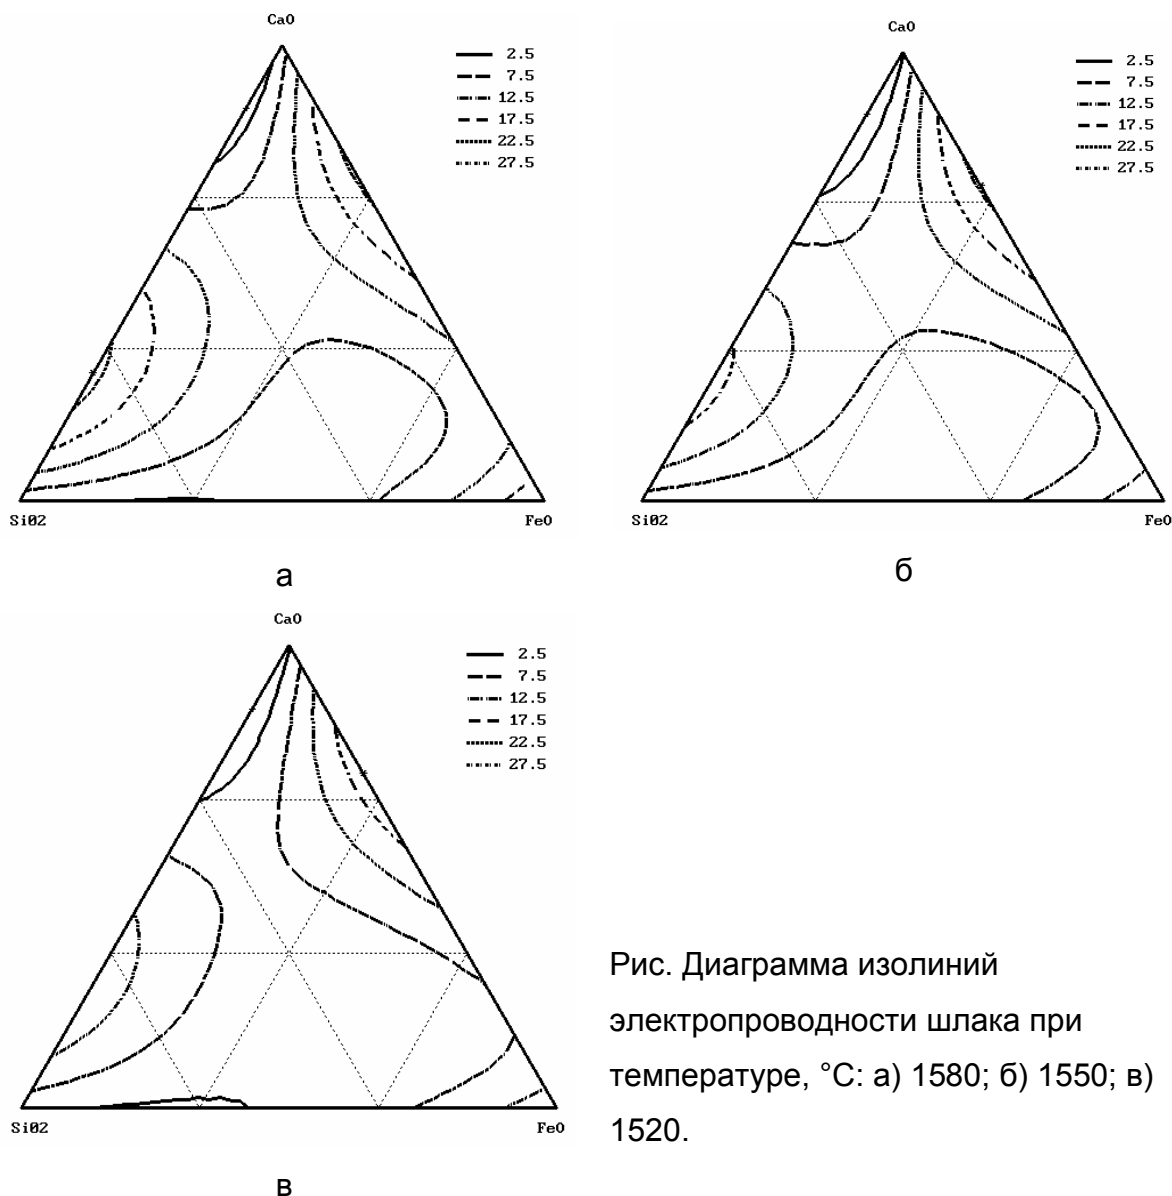 CaO
2.5
7.5
12.5
17.5
22.5
27.5
SiO2
FeO
а
CaO
2.5
7.5
12.5
17.5
22.5
27.5
SiO2
FeO
б
CaO
2.5
7.5
12.5
17.5
22.5
27.5
SiO2
FeO
в
Рис. Диаграмма изолиний
электропроводности шлака при
температуре, °С: а) 1580; б) 1550; в)
1520.